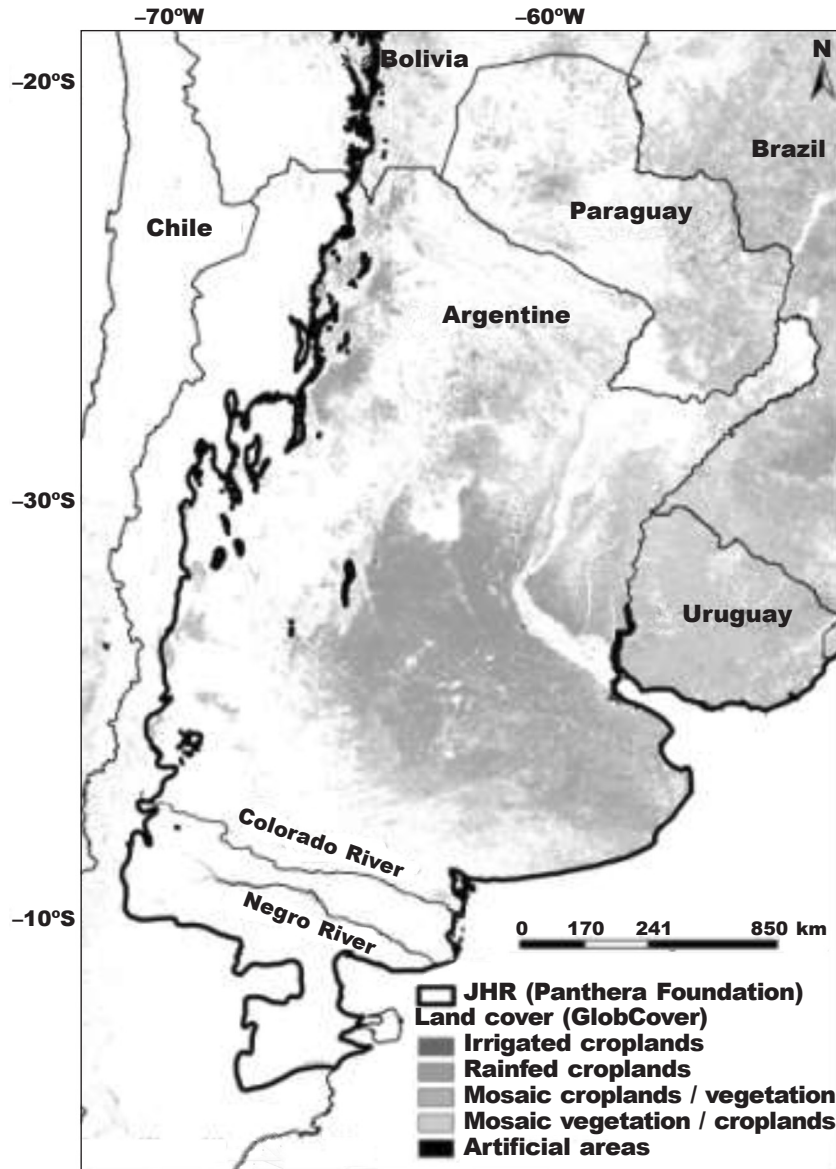 –70ºW –60ºW
Bolivia
N
–20ºS
Brazil
Paraguay
Chile
Argentine
–30ºS
Uruguay
Colorado River
–10ºS
Negro River
0 170 241 850 km
JHR (Panthera Foundation)
Land cover (GlobCover)
Irrigated croplands
Rainfed croplands
Mosaic croplands / vegetation
Mosaic vegetation / croplands
Artificial areas